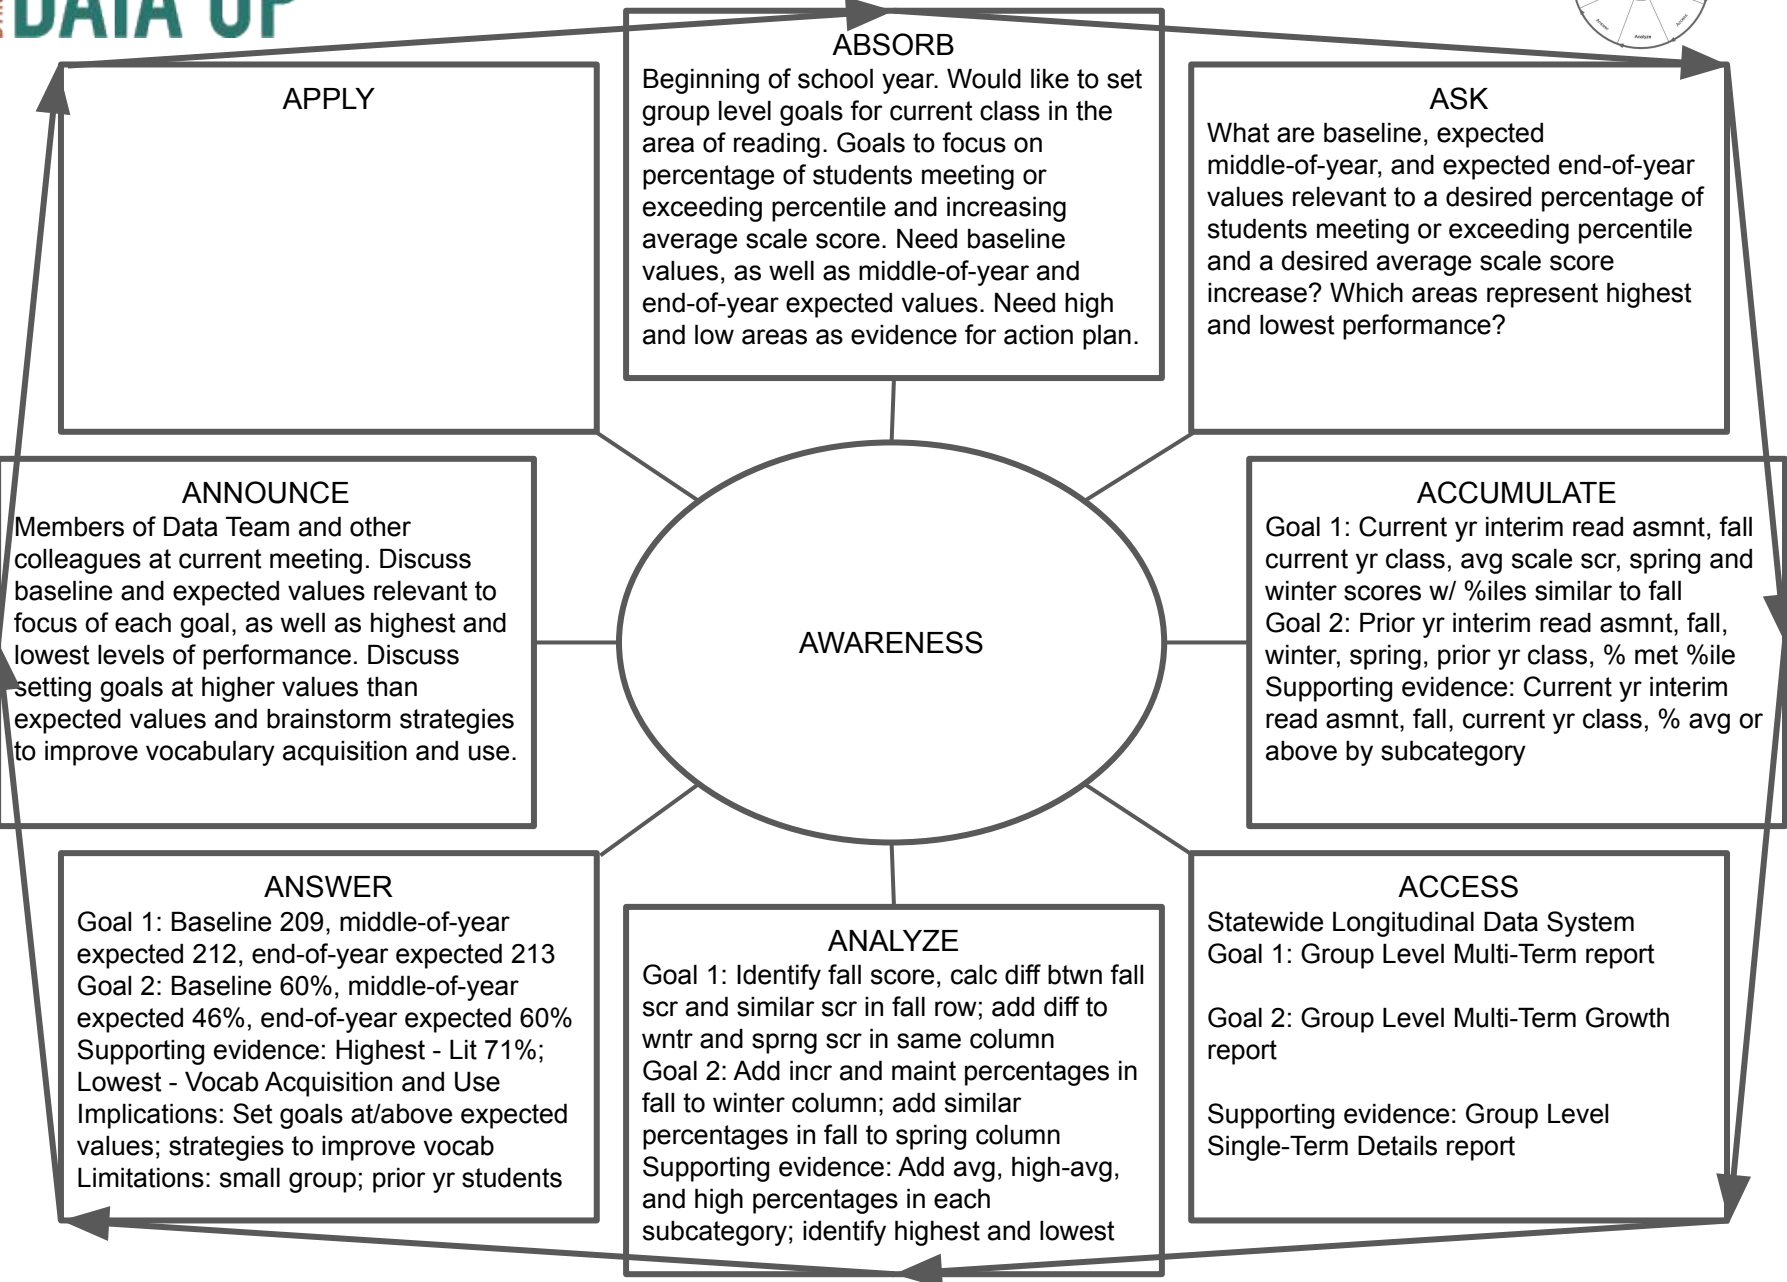 DATA UP
Access
Analyze
Answer
ABSORB
Beginning of school year. Would like to set
group level goals for current class in the
area of reading. Goals to focus on
percentage of students meeting or
exceeding percentile and increasing
average scale score. Need baseline
values, as well as middle-of-year and
end-of-year expected values. Need high
and low areas as evidence for action plan.
ASK
What are baseline, expected
middle-of-year, and expected end-of-year
values relevant to a desired percentage of
students meeting or exceeding percentile
and a desired average scale score
increase? Which areas represent highest
and lowest performance?
ACCUMULATE
Goal 1: Current yr interim read asmnt, fall
current yr class, avg scale scr, spring and
winter scores w/ %iles similar to fall
Goal 2: Prior yr interim read asmnt, fall,
winter, spring, prior yr class, % met %ile
Supporting evidence: Current yr interim
read asmnt, fall, current yr class, % avg or
above by subcategory
ACCESS
Statewide Longitudinal Data System
Goal 1: Group Level Multi-Term report
Goal 2: Group Level Multi-Term Growth
report
Supporting evidence: Group Level
Single-Term Details report
ANALYZE
Goal 1: Identify fall score, calc diff btwn fall
scr and similar scr in fall row; add diff to
wntr and sprng scr in same column
Goal 2: Add incr and maint percentages in
fall to winter column; add similar
percentages in fall to spring column
Supporting evidence: Add avg, high-avg,
and high percentages in each
subcategory; identify highest and lowest
ANSWER
Goal 1: Baseline 209, middle-of-year
expected 212, end-of-year expected 213
Goal 2: Baseline 60%, middle-of-year
expected 46%, end-of-year expected 60%
Supporting evidence: Highest - Lit 71%;
Lowest - Vocab Acquisition and Use
Implications: Set goals at/above expected
values; strategies to improve vocab
Limitations: small group; prior yr students
ANNOUNCE
Members of Data Team and other
colleagues at current meeting. Discuss
baseline and expected values relevant to
focus of each goal, as well as highest and
lowest levels of performance. Discuss
setting goals at higher values than
expected values and brainstorm strategies
to improve vocabulary acquisition and use.
APPLY
AWARENESS